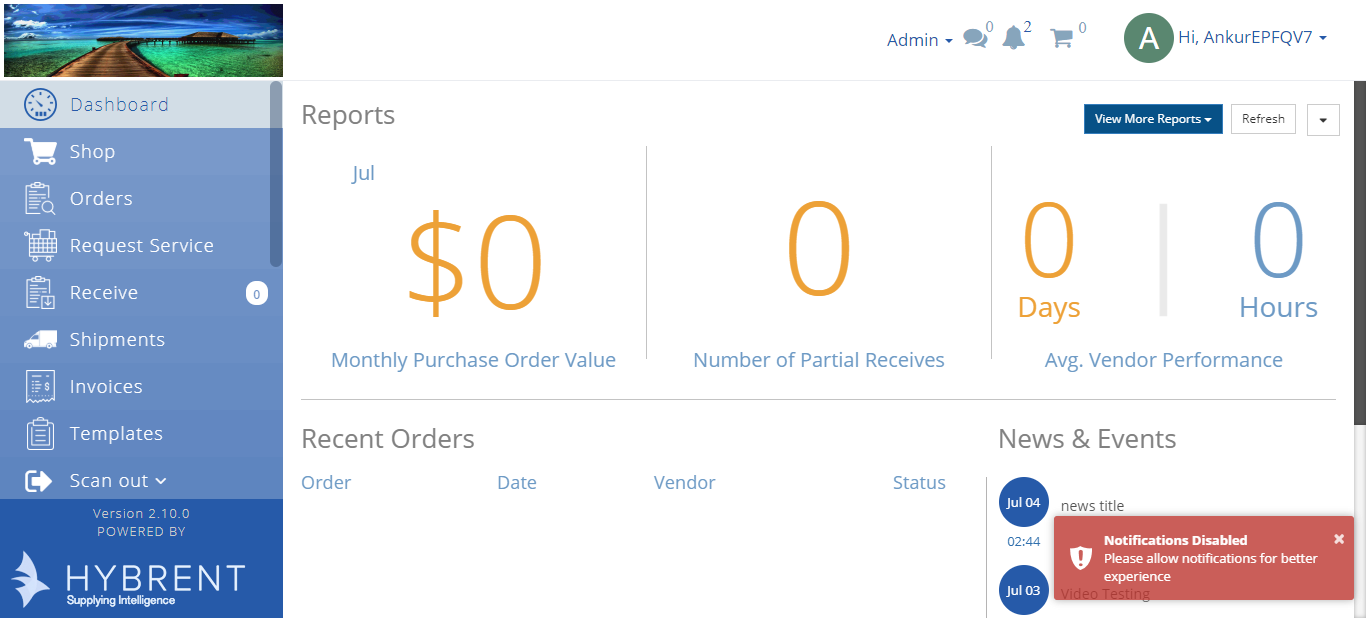 Admin
0
2
0
A
Hi, AnkurEPFQV7
Dashboard
Shop
Orders
Request Service
Receive
0
Shipments
Invoices
Templates
Scan out
Version 2.10.0
POWERED BY
HYBRENT
Supplying Intelligence
Reports
View More Reports
Refresh
Jul
$0
Monthly Purchase Order Value
0
Number of Partial Receives
0
Days
0
Hours
Avg. Vendor Performance
Recent Orders
Order Date Vendor Status
News & Events
Jul 04
news title
02:44
Jul 03
Video Testing
Notifications Disabled
Please allow notifications for better
experience